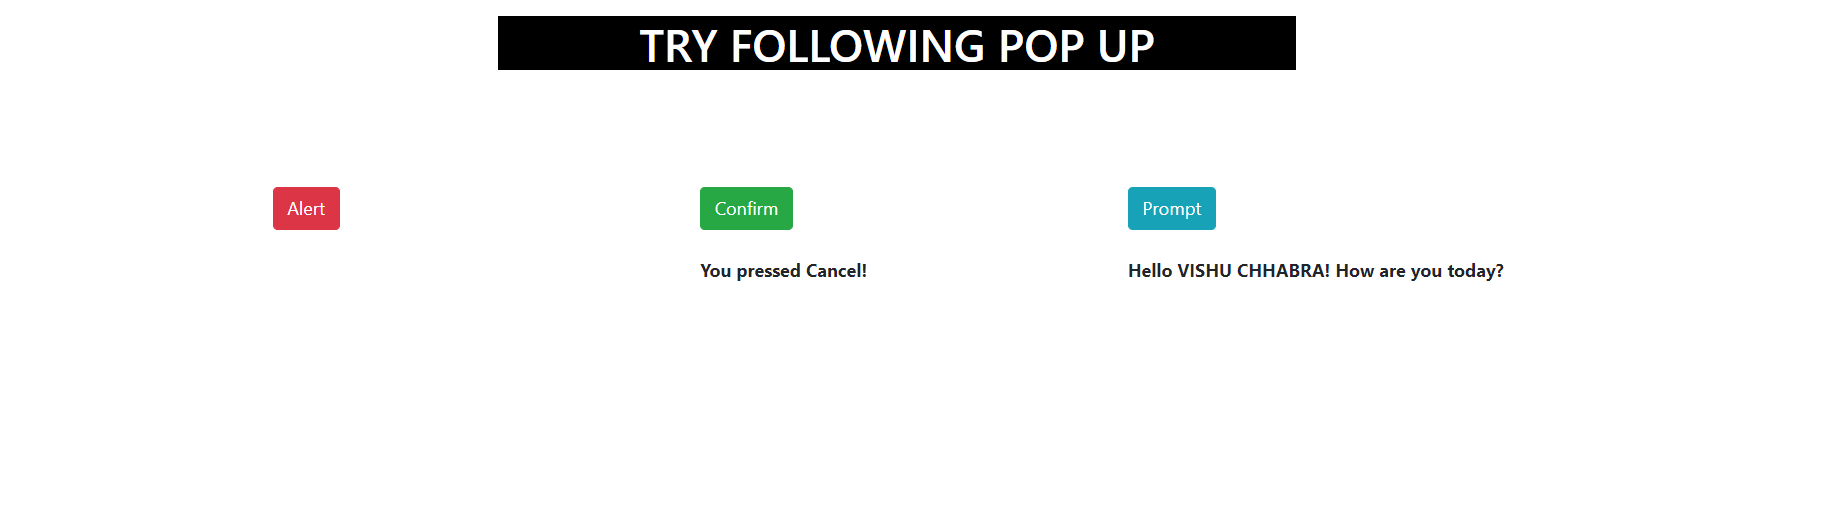 TRY FOLLOWING POP UP
Alert
Confirm
Prompt
You pressed Cancel!
Hello VISHU CHHABRA! How are you today?